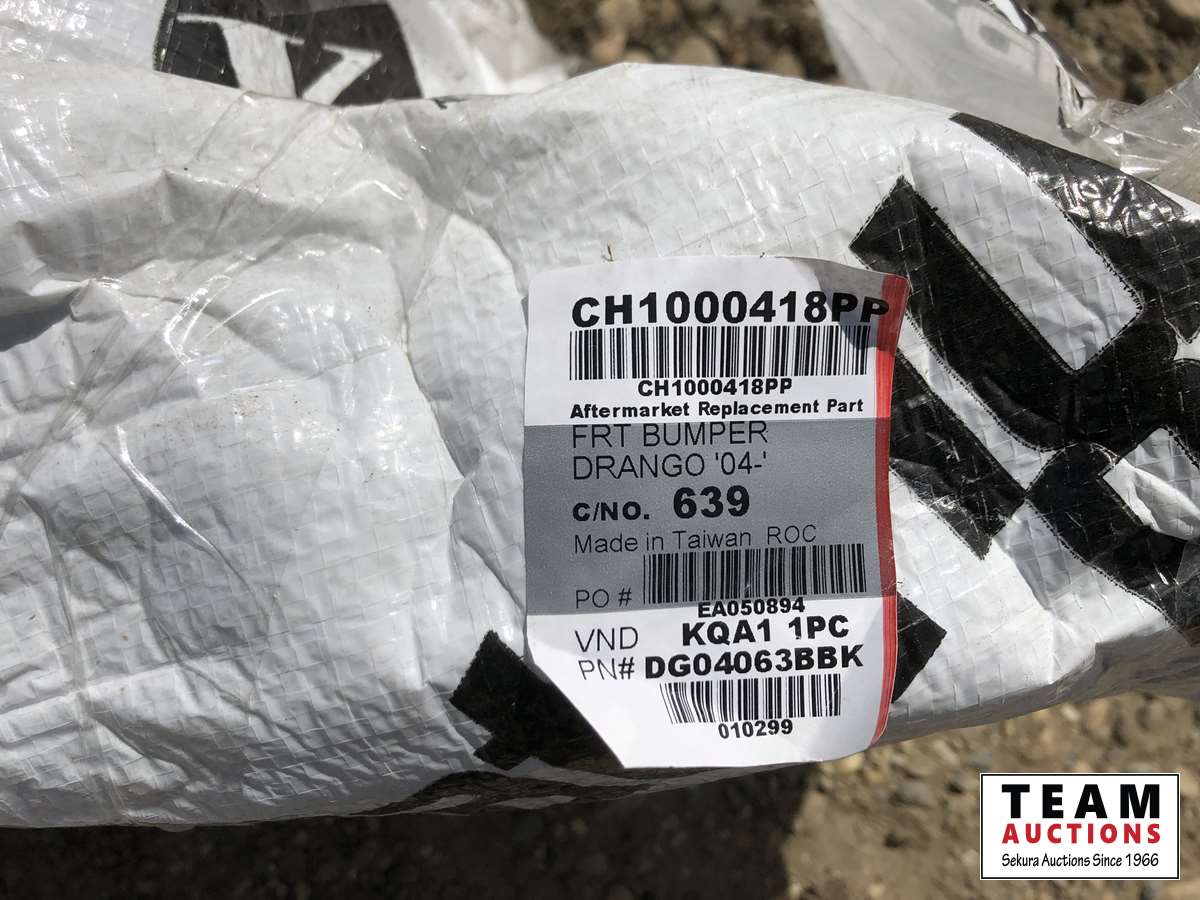 CH1000418PP
CH1000418PP
Aftermarket Replacement Part
FRT BUMPER
DRANGO '04-'
C/NO. 639
Made in Taiwan ROC
PO #
EA050894
VND KQA1 1PC
PN# DG04063BBK
010299
TEAM
AUCTIONS
Sekura Auctions Since 1966